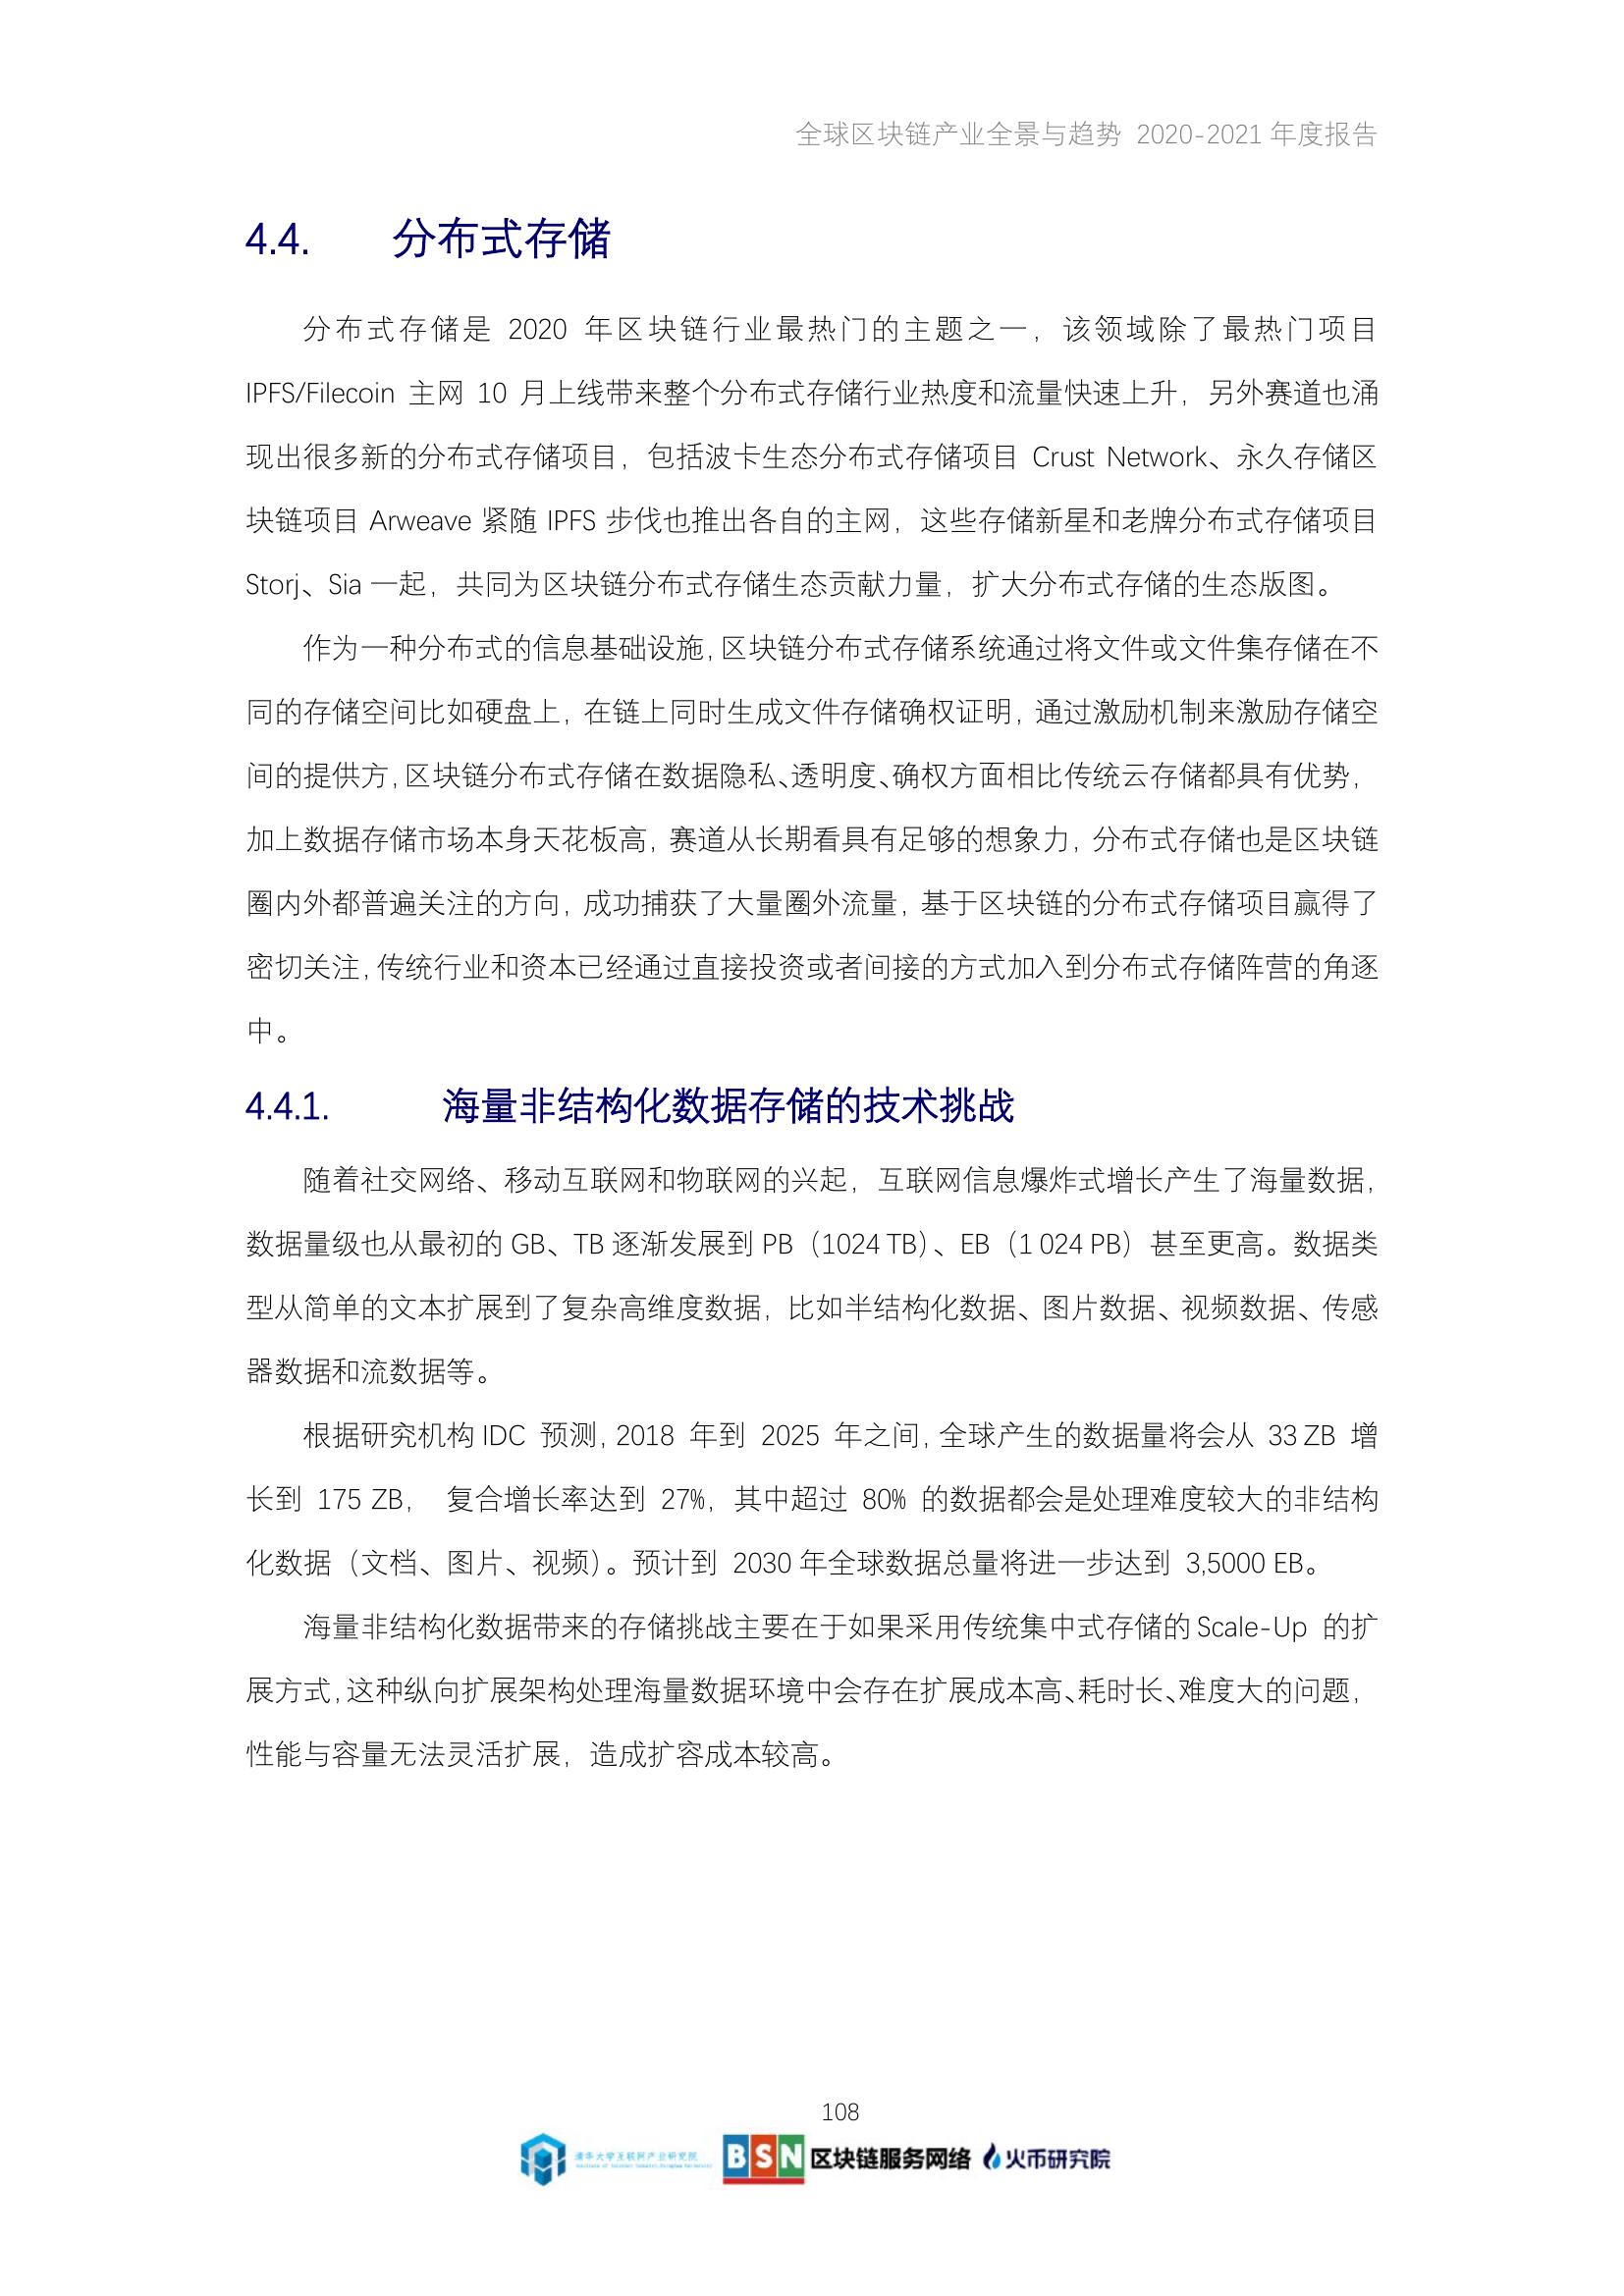 全球区块链产业全景与趋势 2020-2021 年度报告
4.4. 分布式存储
分布式存储是 2020 年区块链行业最热门的主题之一，该领域除了最热门项目
IPFS/Filecoin 主网 10 月上线带来整个分布式存储行业热度和流量快速上升，另外赛道也涌
现出很多新的分布式存储项目，包括波卡生态分布式存储项目 Crust Network、永久存储区
块链项目 Arweave 紧随 IPFS 步伐也推出各自的主网，这些存储新星和老牌分布式存储项目
Storj、Sia 一起，共同为区块链分布式存储生态贡献力量，扩大分布式存储的生态版图。
作为一种分布式的信息基础设施，区块链分布式存储系统通过将文件或文件集存储在不
同的存储空间比如硬盘上，在链上同时生成文件存储确权证明，通过激励机制来激励存储空
间的提供方，区块链分布式存储在数据隐私、透明度、确权方面相比传统云存储都具有优势，
加上数据存储市场本身天花板高，赛道从长期看具有足够的想象力，分布式存储也是区块链
圈内外都普遍关注的方向，成功捕获了大量圈外流量，基于区块链的分布式存储项目赢得了
密切关注，传统行业和资本已经通过直接投资或者间接的方式加入到分布式存储阵营的角逐
中。
4.4.1. 海量非结构化数据存储的技术挑战
随着社交网络、移动互联网和物联网的兴起，互联网信息爆炸式增长产生了海量数据，
数据量级也从最初的 GB、TB 逐渐发展到 PB（1024 TB）、EB（1 024 PB）甚至更高。数据类
型从简单的文本扩展到了复杂高维度数据，比如半结构化数据、图片数据、视频数据、传感
器数据和流数据等。
根据研究机构 IDC 预测，2018 年到 2025 年之间，全球产生的数据量将会从 33 ZB 增
长到 175 ZB， 复合增长率达到 27%，其中超过 80% 的数据都会是处理难度较大的非结构
化数据（文档、图片、视频）。预计到 2030 年全球数据总量将进一步达到 3,5000 EB。
海量非结构化数据带来的存储挑战主要在于如果采用传统集中式存储的 Scale-Up 的扩
展方式，这种纵向扩展架构处理海量数据环境中会存在扩展成本高、耗时长、难度大的问题，
性能与容量无法灵活扩展，造成扩容成本较高。
108
清华大学互联网产业研究院
BSN 区块链服务网络 火币研究院